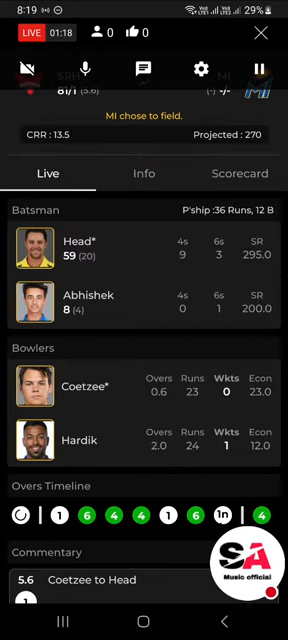 8:19
29%
LIVE 01:18 0 0
SRH MI
81/1 (5.6) (-) -/-
MI chose to field.
CRR : 13.5 Projected : 270
Live Info Scorecard
Batsman P'ship :36 Runs, 12 B
Head* 4s 6s SR
59 (20) 9 3 295.0
Abhishek 4s 6s SR
8 (4) 0 1 200.0
Bowlers
Coetzee* Overs Runs Wkts Econ
0.6 23 0 23.0
Hardik Overs Runs Wkts Econ
2.0 24 1 12.0
Overs Timeline
1 6 4 4 1 6 1n 4
Commentary
5.6 Coetzee to Head
1
SA
Music official